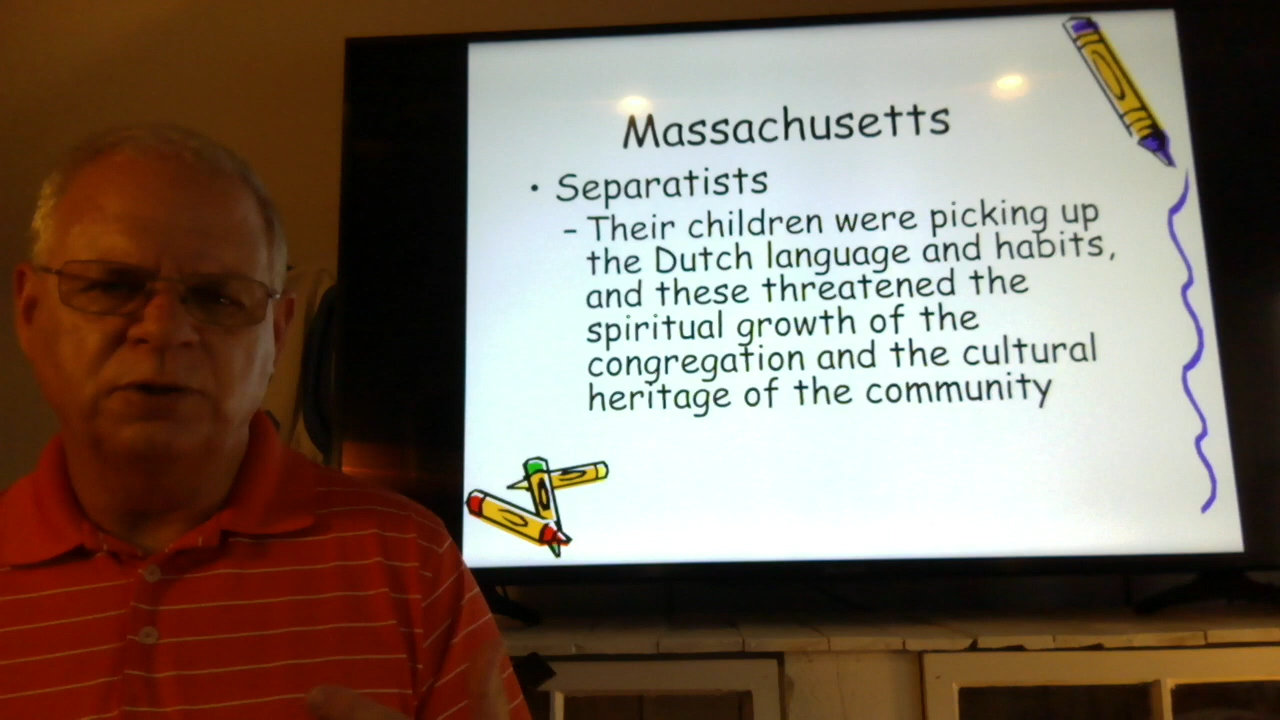 Massachusetts
• Separatists
– Their children were picking up
the Dutch language and habits,
and these threatened the
spiritual growth of the
congregation and the cultural
heritage of the community